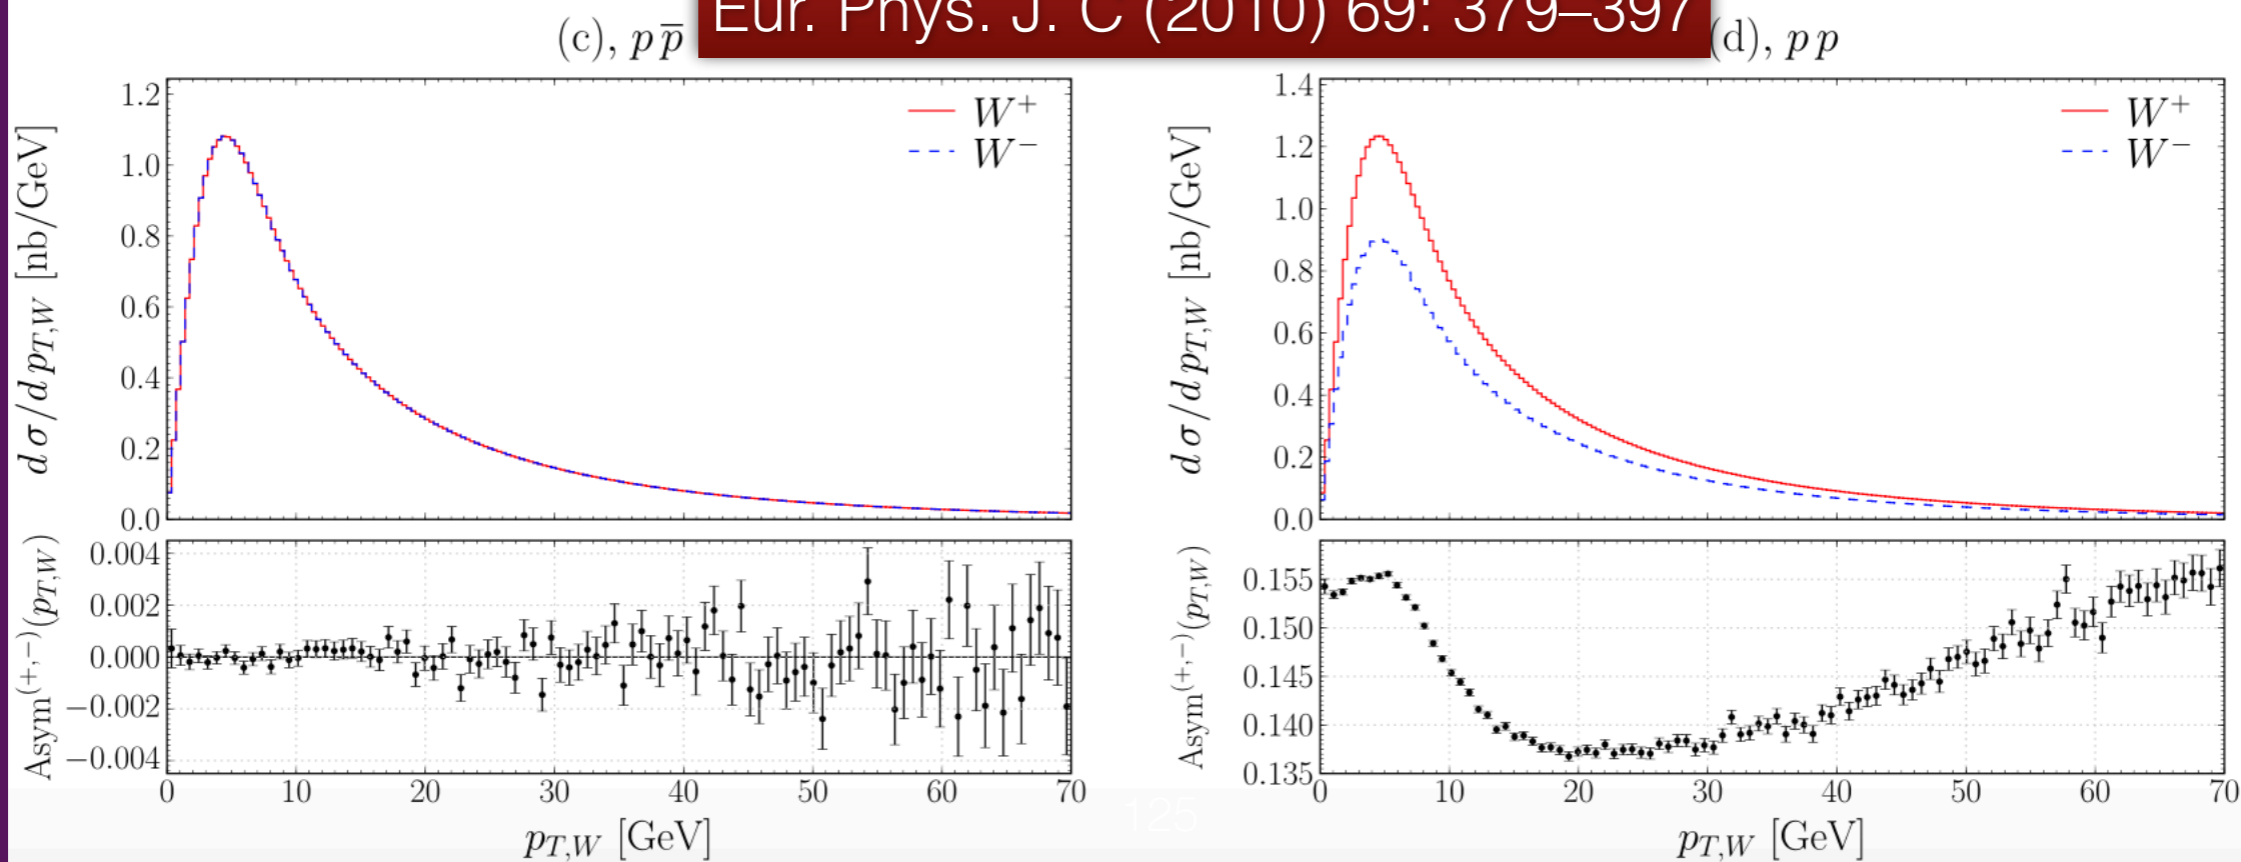 Eur. Phys. J. C (2010) 69: 379–397
(c), p p̅
1.2
1.0
0.8
0.6
0.4
0.2
0.0
dσ/dp_{T,W} [nb/GeV]
W⁺
W⁻
0.004
0.002
0.000
−0.002
−0.004
Asym^{(+,−)}(p_{T,W})
0 10 20 30 40 50 60 70
p_{T,W} [GeV]
(d), p p
1.4
1.2
1.0
0.8
0.6
0.4
0.2
0.0
dσ/dp_{T,W} [nb/GeV]
W⁺
W⁻
0.155
0.150
0.145
0.140
0.135
Asym^{(+,−)}(p_{T,W})
0 10 20 30 40 50 60 70
p_{T,W} [GeV]
125